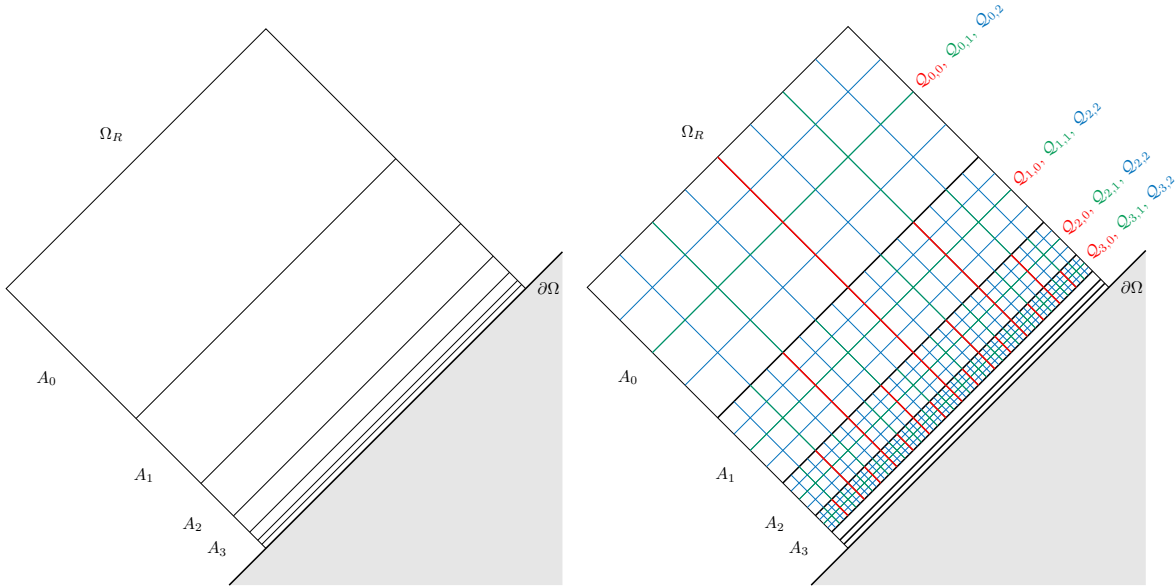 Ω_R
∂Ω
A_0
A_1
A_2
A_3
𝒬_{0,0}, 𝒬_{0,1}, 𝒬_{0,2}
Ω_R
𝒬_{1,0}, 𝒬_{1,1}, 𝒬_{2,2}
𝒬_{2,0}, 𝒬_{2,1}, 𝒬_{2,2}
𝒬_{3,0}, 𝒬_{3,1}, 𝒬_{3,2}
∂Ω
A_0
A_1
A_2
A_3